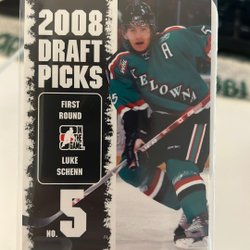 2008
DRAFT
PICKS
FIRST
ROUND
IN THE
GAME
LUKE
SCHENN
NO. 5
A
KELOWNA